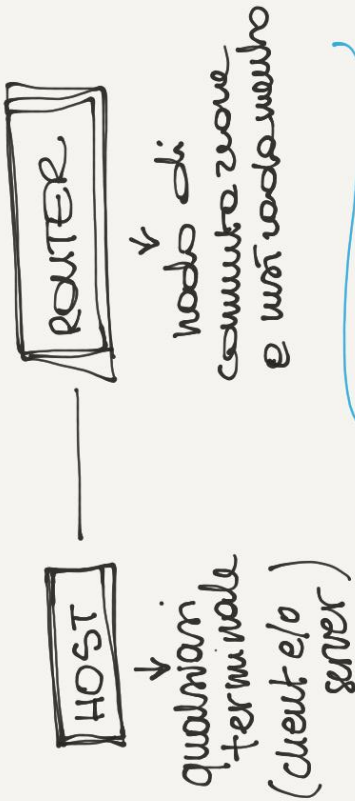 HOST
qualsiasi
terminale
(client e/o
server)
ROUTER
nodo di
commutazione
e instradamento